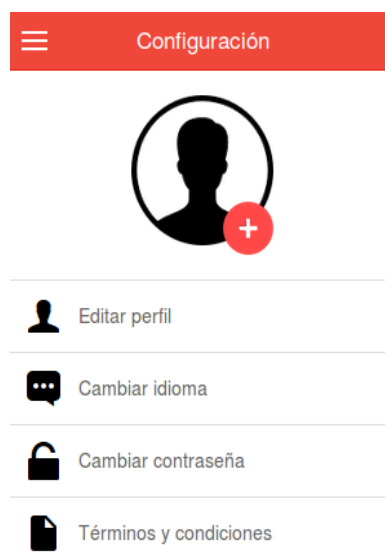 Configuración
Editar perfil
Cambiar idioma
Cambiar contraseña
Términos y condiciones